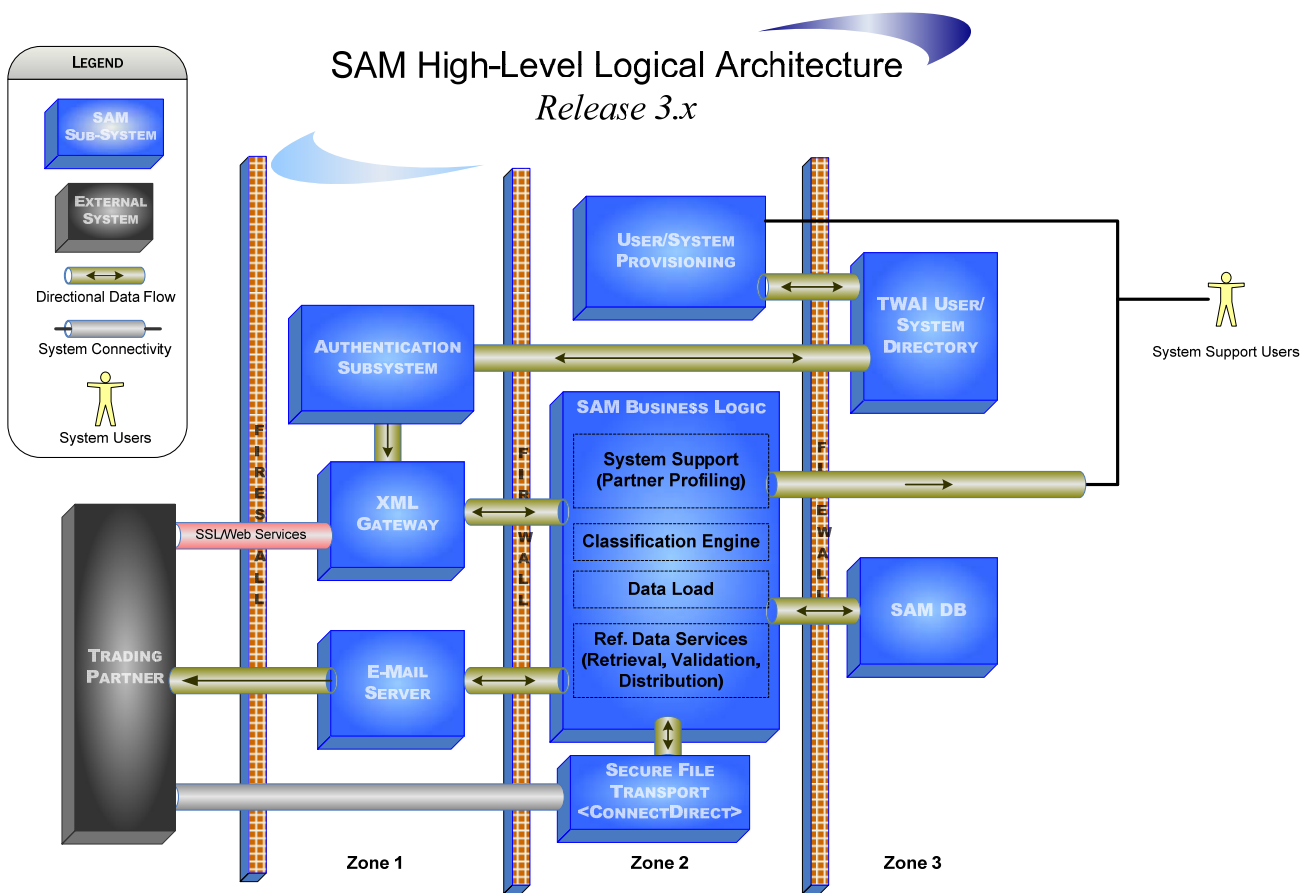 SAM High-Level Logical Architecture
Release 3.x
LEGEND
SAM
SUB-SYSTEM
EXTERNAL
SYSTEM
Directional Data Flow
System Connectivity
System Users
USER/SYSTEM
PROVISIONING
TWAI USER/
SYSTEM
DIRECTORY
System Support Users
AUTHENTICATION
SUBSYSTEM
SAM BUSINESS LOGIC
System Support
(Partner Profiling)
XML
GATEWAY
SSL/Web Services
Classification Engine
Data Load
SAM DB
Ref. Data Services
(Retrieval, Validation,
Distribution)
TRADING
PARTNER
E-MAIL
SERVER
SECURE FILE
TRANSPORT
<CONNECTDIRECT>
Zone 1
Zone 2
Zone 3